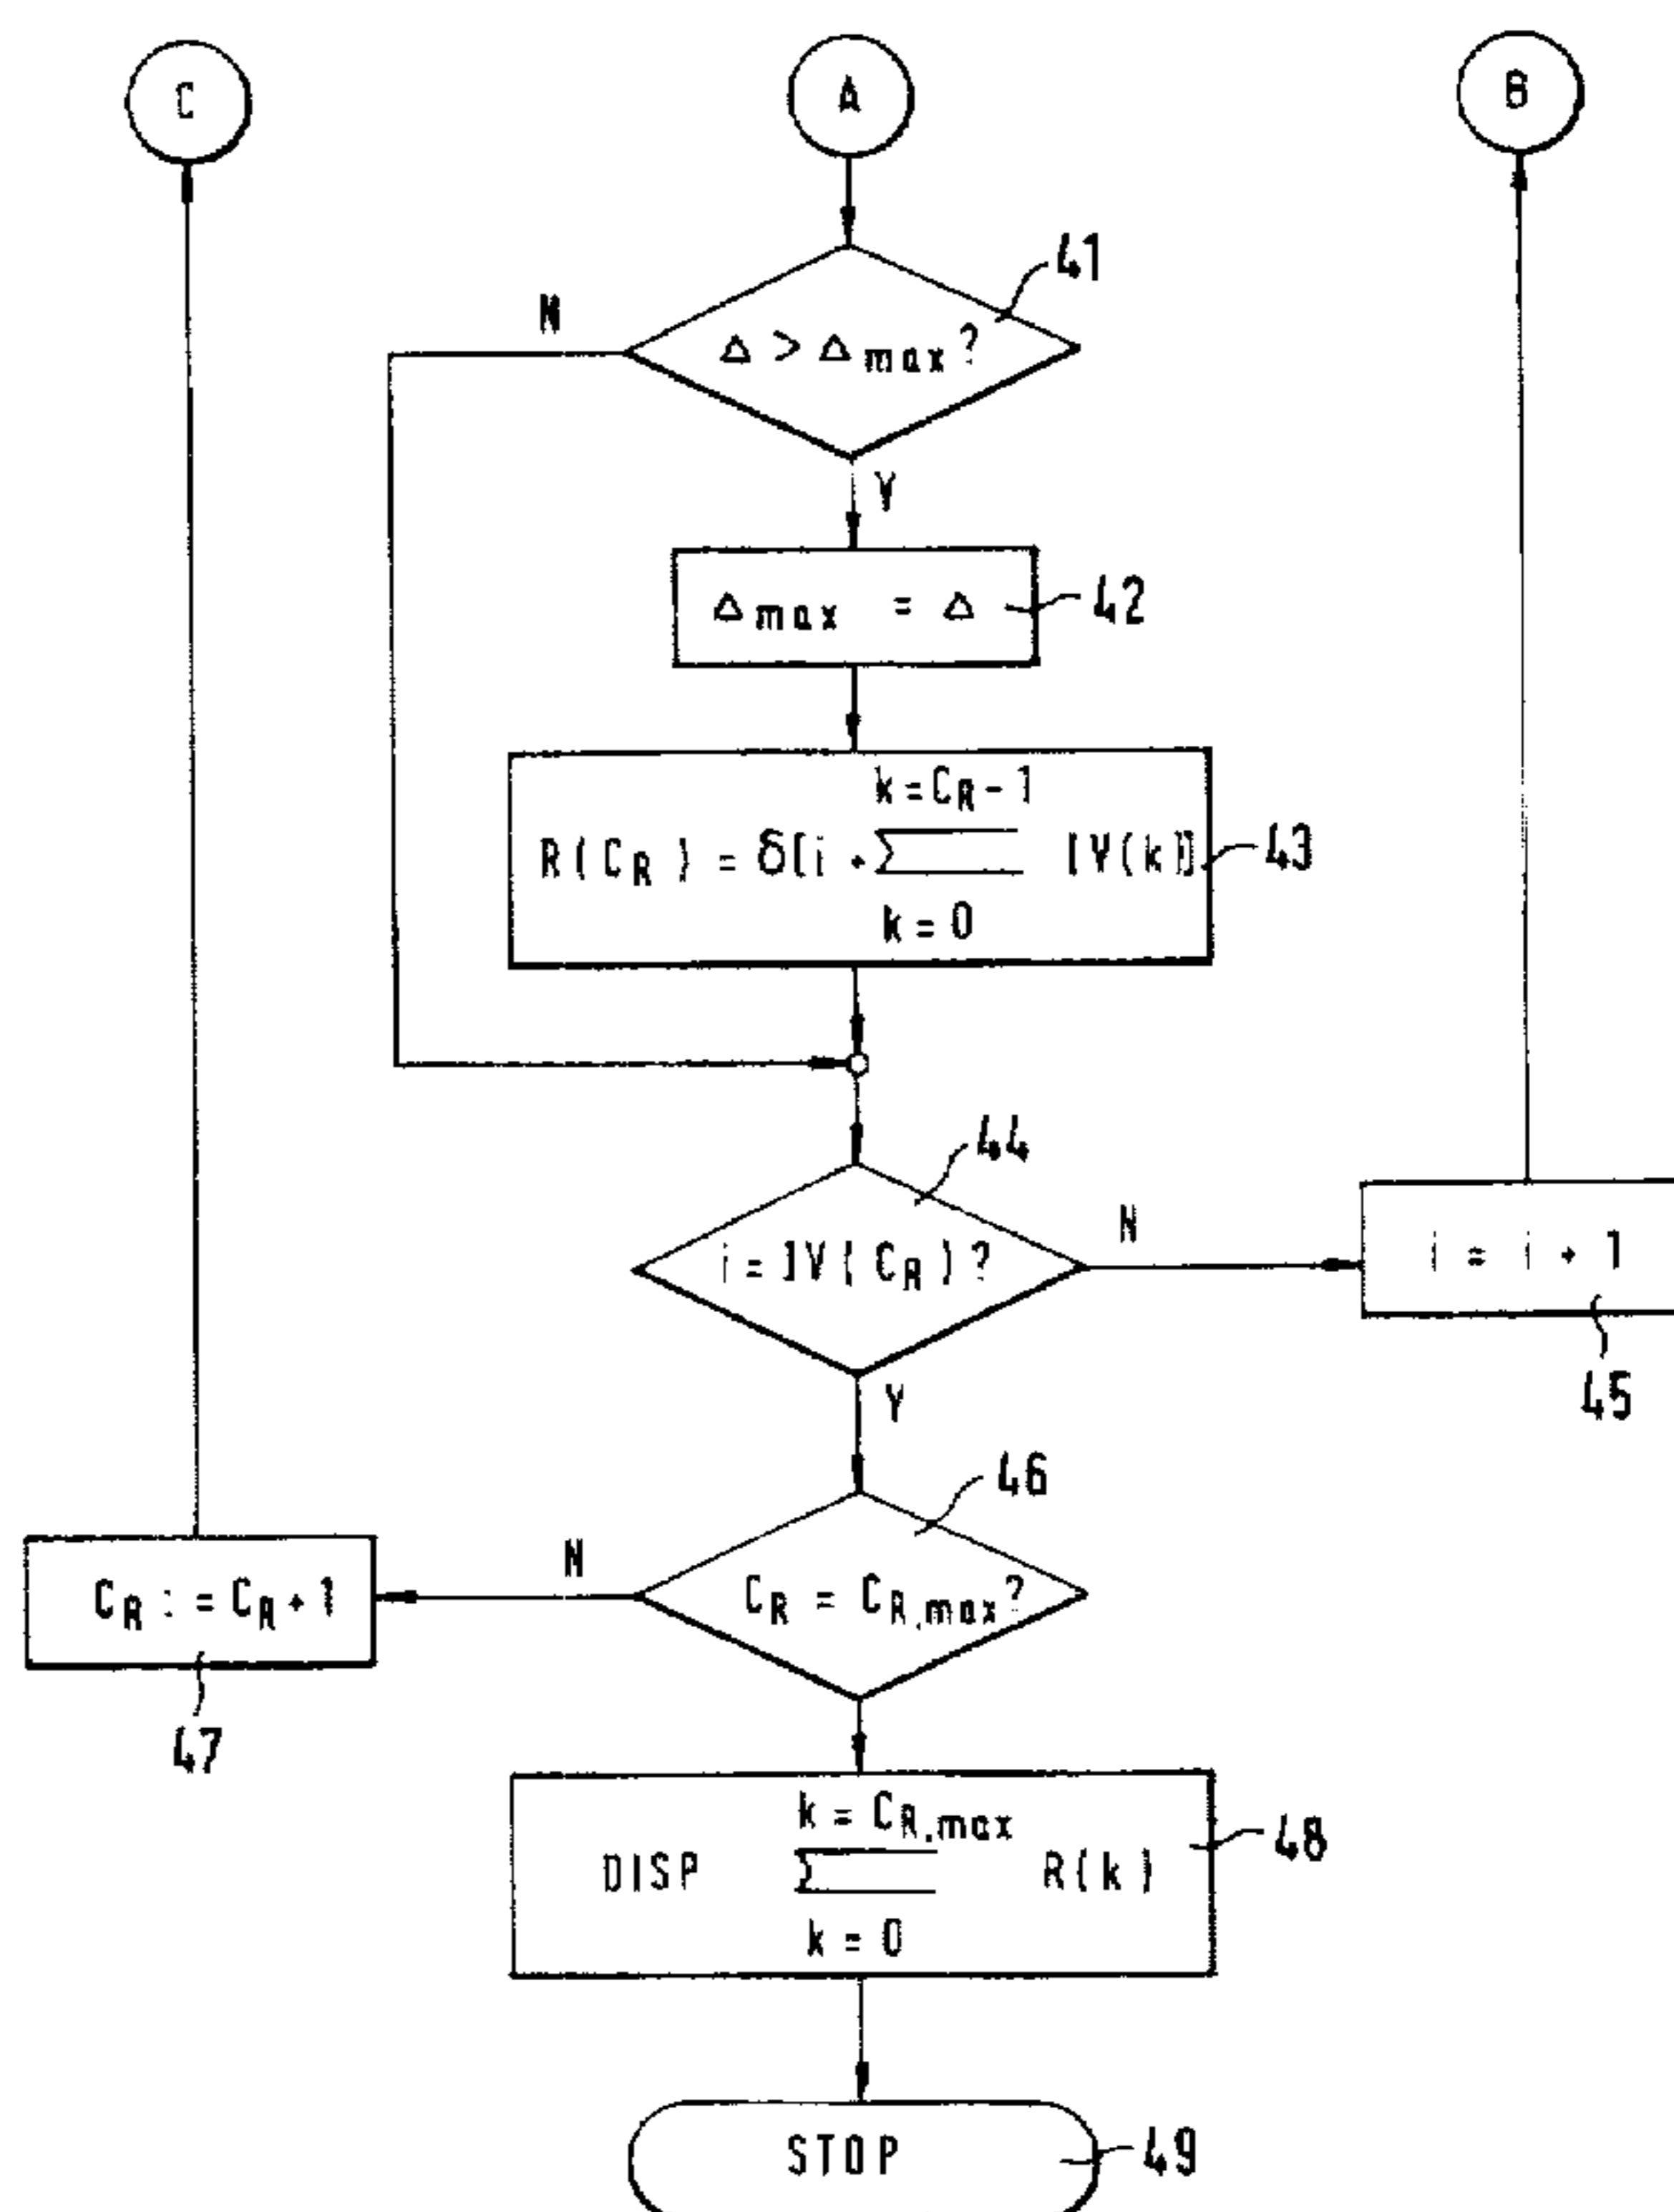 C
A
B
41
N
Δ > Δmax?
Y
Δmax = Δ
42
k=CR-1
R(CR) = δ[i + ∑ [V(k)]
k=0
43
44
i=IV(CR)?
N
i = i + 1
45
Y
46
N
CR = CR,max?
CR := CR+1
47
k = CR,max
DISP ∑ R(k)
k = 0
48
STOP
49